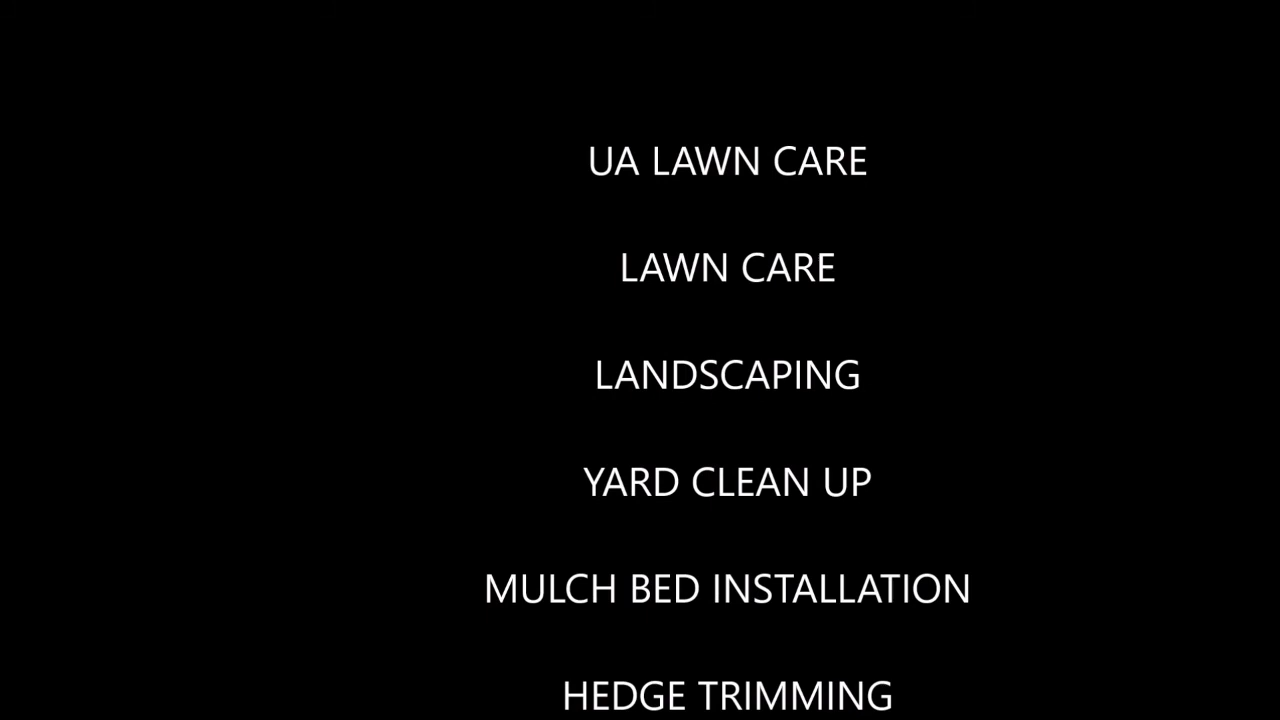 UA LAWN CARE
LAWN CARE
LANDSCAPING
YARD CLEAN UP
MULCH BED INSTALLATION
HEDGE TRIMMING